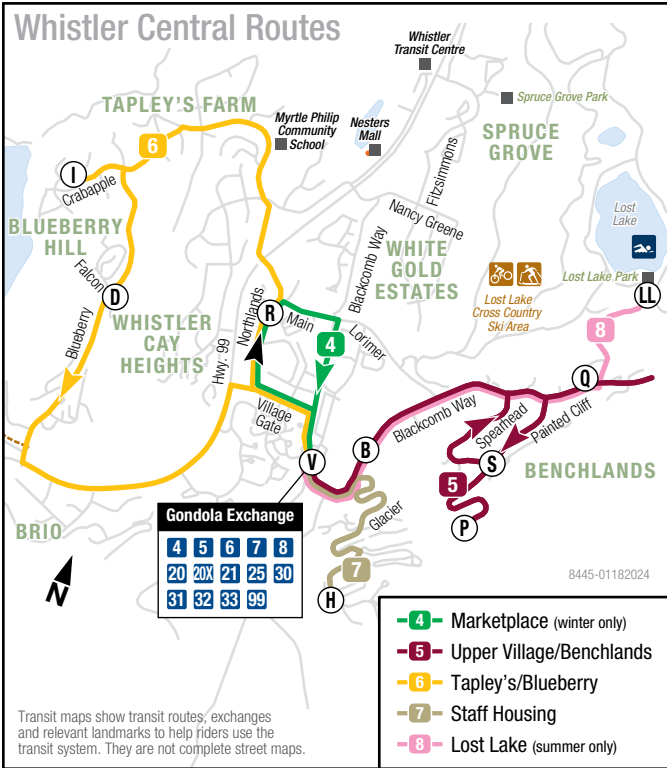 Whistler Central Routes
Whistler
Transit Centre
TAPLEY'S FARM
Myrtle Philip
Community
School
Nesters
Mall
Spruce Grove Park
SPRUCE
GROVE
6
I
Crabapple
Fitzsimmons
Nancy Greene
BLUEBERRY
HILL
Lost
Lake
WHITE
GOLD
ESTATES
Blackcomb Way
Falcon
D
Lost Lake Park
LL
Lost Lake
Cross Country
Ski Area
Blueberry
WHISTLER
CAY
HEIGHTS
Hwy. 99
Northlands
R
Main
4
Lorimer
8
Q
Village
Gate
Blackcomb Way
Spearhead
Painted Cliff
V
B
S
BENCHLANDS
5
P
Glacier
Gondola Exchange
4 5 6 7 8
20 20X 21 25 30
31 32 33 99
BRIO
N
7
H
8445-01182024
4 Marketplace (winter only)
5 Upper Village/Benchlands
6 Tapley's/Blueberry
7 Staff Housing
8 Lost Lake (summer only)
Transit maps show transit routes, exchanges
and relevant landmarks to help riders use the
transit system. They are not complete street maps.